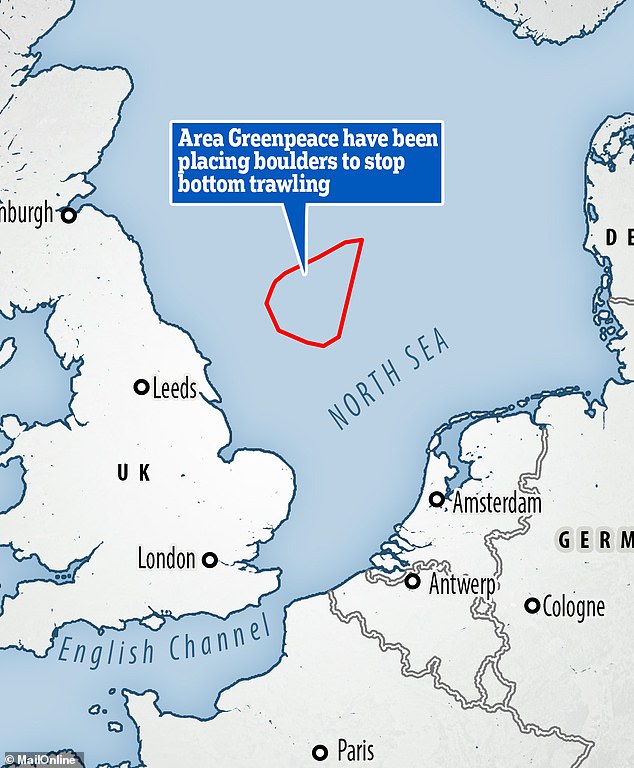 Area Greenpeace have been
placing boulders to stop
bottom trawling
nburgh
DE
NORTH SEA
Leeds
UK
Amsterdam
GERM
London
Antwerp
Cologne
English Channel
Paris
© MailOnline